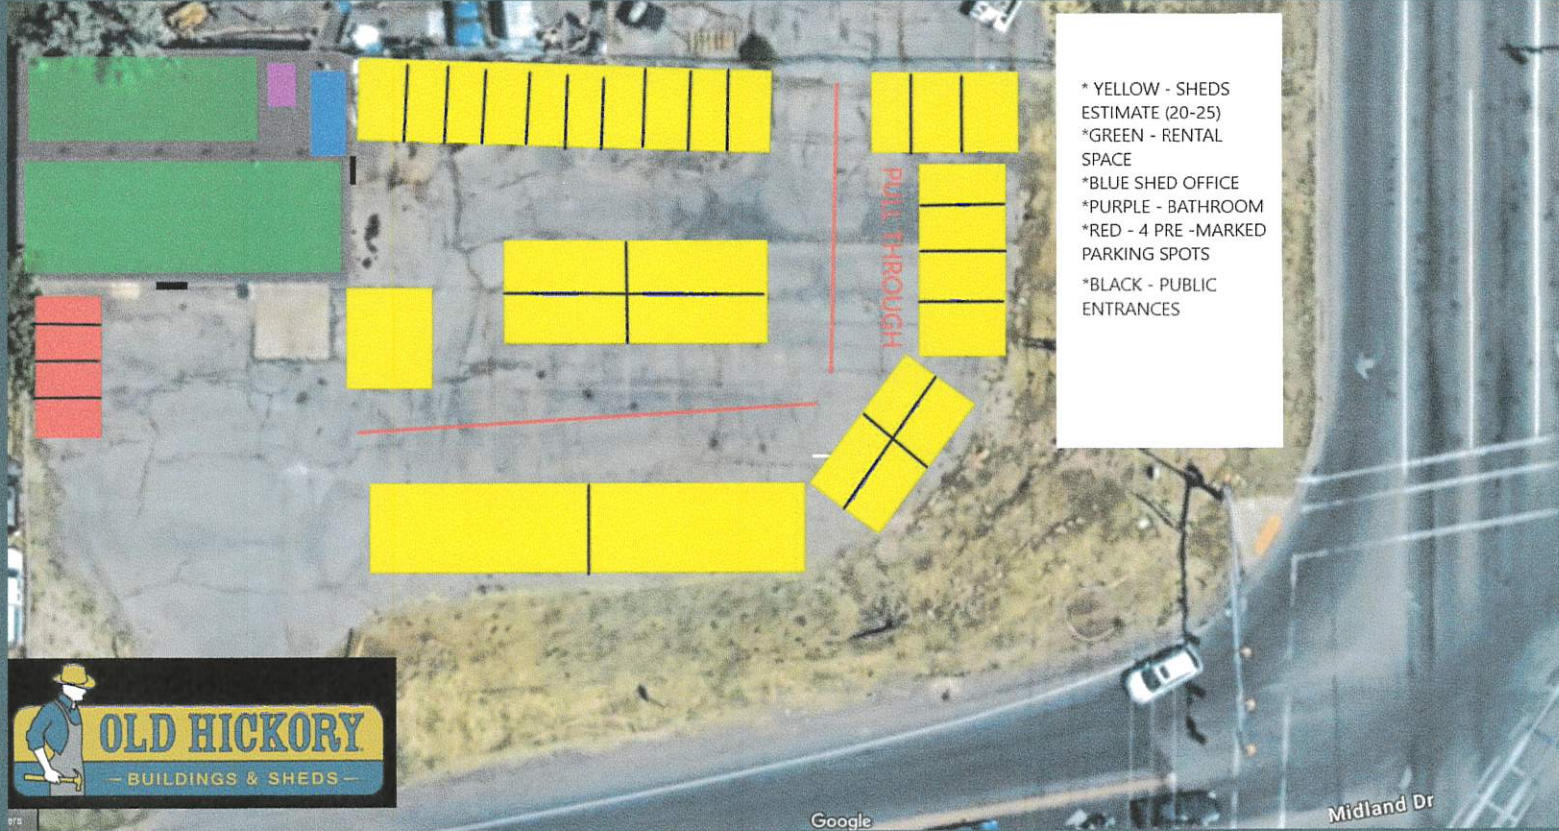 * YELLOW - SHEDS
ESTIMATE (20-25)
*GREEN - RENTAL
SPACE
*BLUE SHED OFFICE
*PURPLE - BATHROOM
*RED - 4 PRE -MARKED
PARKING SPOTS
*BLACK - PUBLIC
ENTRANCES
PULL THROUGH
OLD HICKORY
BUILDINGS & SHEDS
ers
Google
Midland Dr